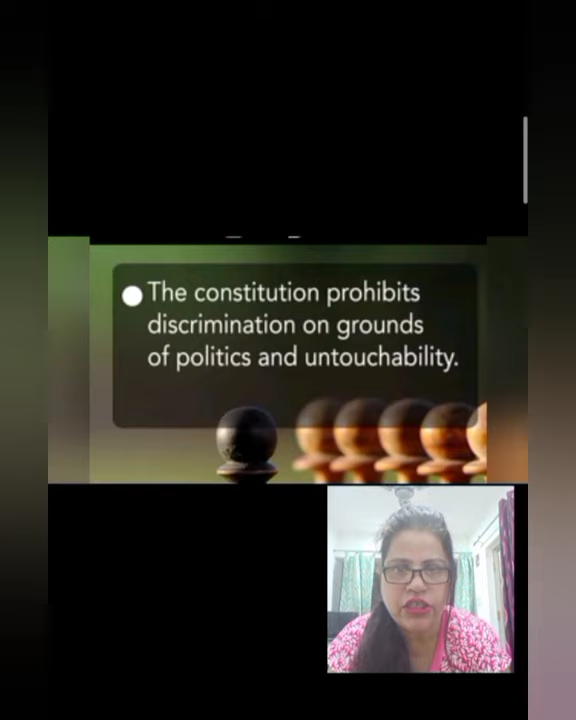 The constitution prohibits
discrimination on grounds
of politics and untouchability.